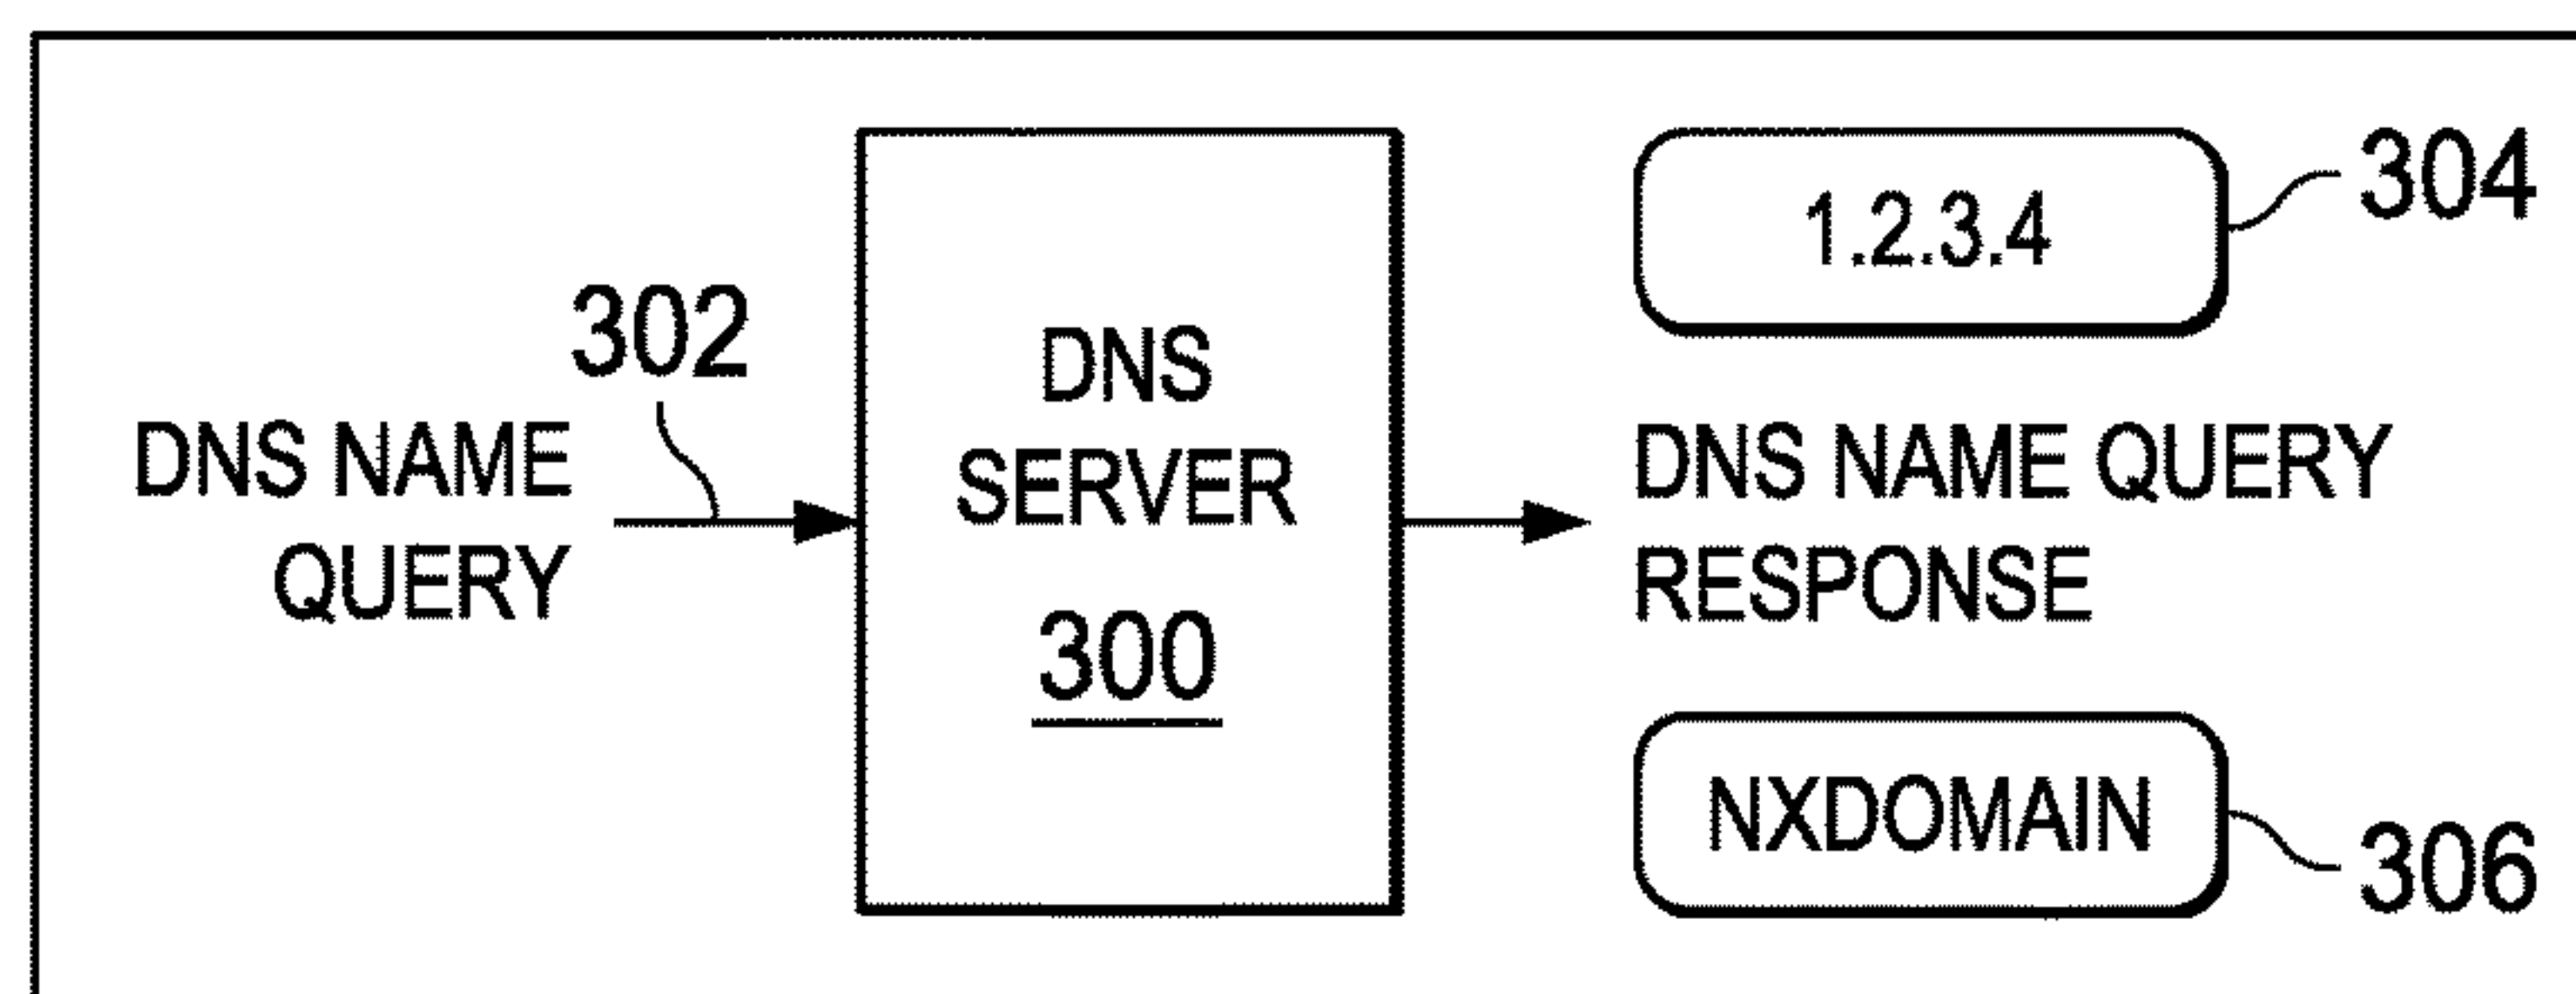 302
DNS NAME
QUERY
DNS
SERVER
300
1.2.3.4
304
DNS NAME QUERY
RESPONSE
NXDOMAIN
306